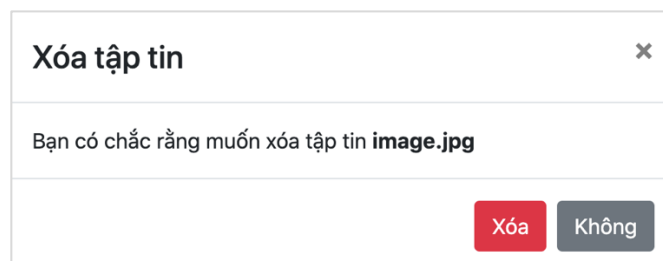 Xóa tập tin
×
Bạn có chắc rằng muốn xóa tập tin image.jpg
Xóa
Không